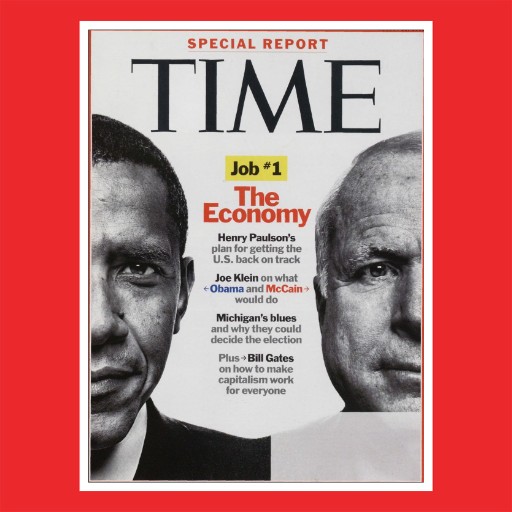 SPECIAL REPORT
TIME
Job #1
The
Economy
Henry Paulson's
plan for getting the
U.S. back on track
Joe Klein on what
←Obama and McCain→
would do
Michigan's blues
and why they could
decide the election
Plus→Bill Gates
on how to make
capitalism work
for everyone